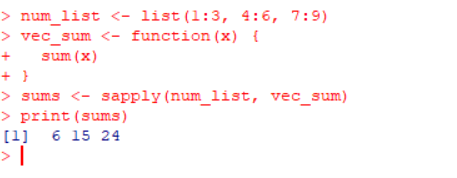 > num_list <- list(1:3, 4:6, 7:9)
> vec_sum <- function(x) {
+   sum(x)
+ }
> sums <- sapply(num_list, vec_sum)
> print(sums)
[1]  6 15 24
>